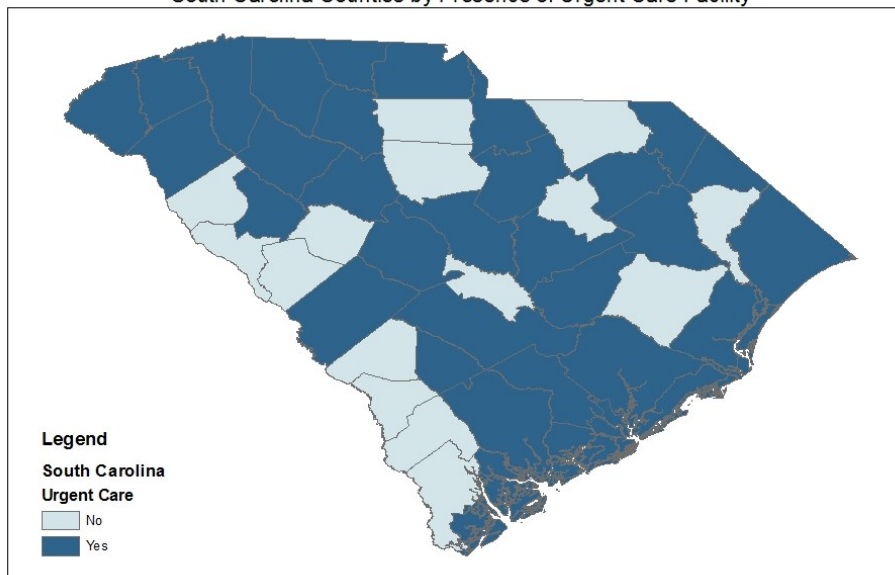 South Carolina Counties by Presence of Urgent Care Facility
Legend
South Carolina
Urgent Care
No
Yes